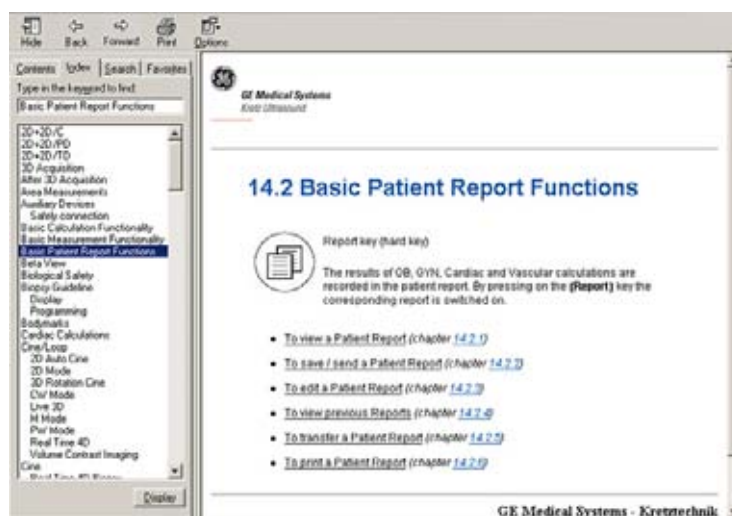 Hide Back Forward Print Options
Contents Index Search Favorites
Type in the keyword to find:
Basic Patient Report Functions
2D+2D/C
2D+2D/PD
2D+2D/TD
3D Acquisition
After 3D Acquisition
Area Measurements
Auxiliary Devices
Safely connection
Basic Calculation Functionality
Basic Measurement Functionality
Basic Patient Report Functions
Beta View
Biological Safety
Biopsy Guideline
Display
Programming
Bodymarks
Cardiac Calculations
Cine/Loop
2D Auto Cine
2D Mode
3D Rotation Cine
CW Mode
Live 3D
M Mode
PW Mode
Real Time 4D
Volume Contrast Imaging
Cine
Real Time 4D Biopsy
Display
GE Medical Systems
Kretz Ultrasound
14.2 Basic Patient Report Functions
Report key (hard key)
The results of OB, GYN, Cardiac and Vascular calculations are
recorded in the patient report. By pressing on the (Report) key the
corresponding report is switched on.
• To view a Patient Report (chapter 14.2.1)
• To save / send a Patient Report (chapter 14.2.2)
• To edit a Patient Report (chapter 14.2.3)
• To view previous Reports (chapter 14.2.4)
• To transfer a Patient Report (chapter 14.2.5)
• To print a Patient Report (chapter 14.2.6)
GE Medical Systems - Kretztechnik